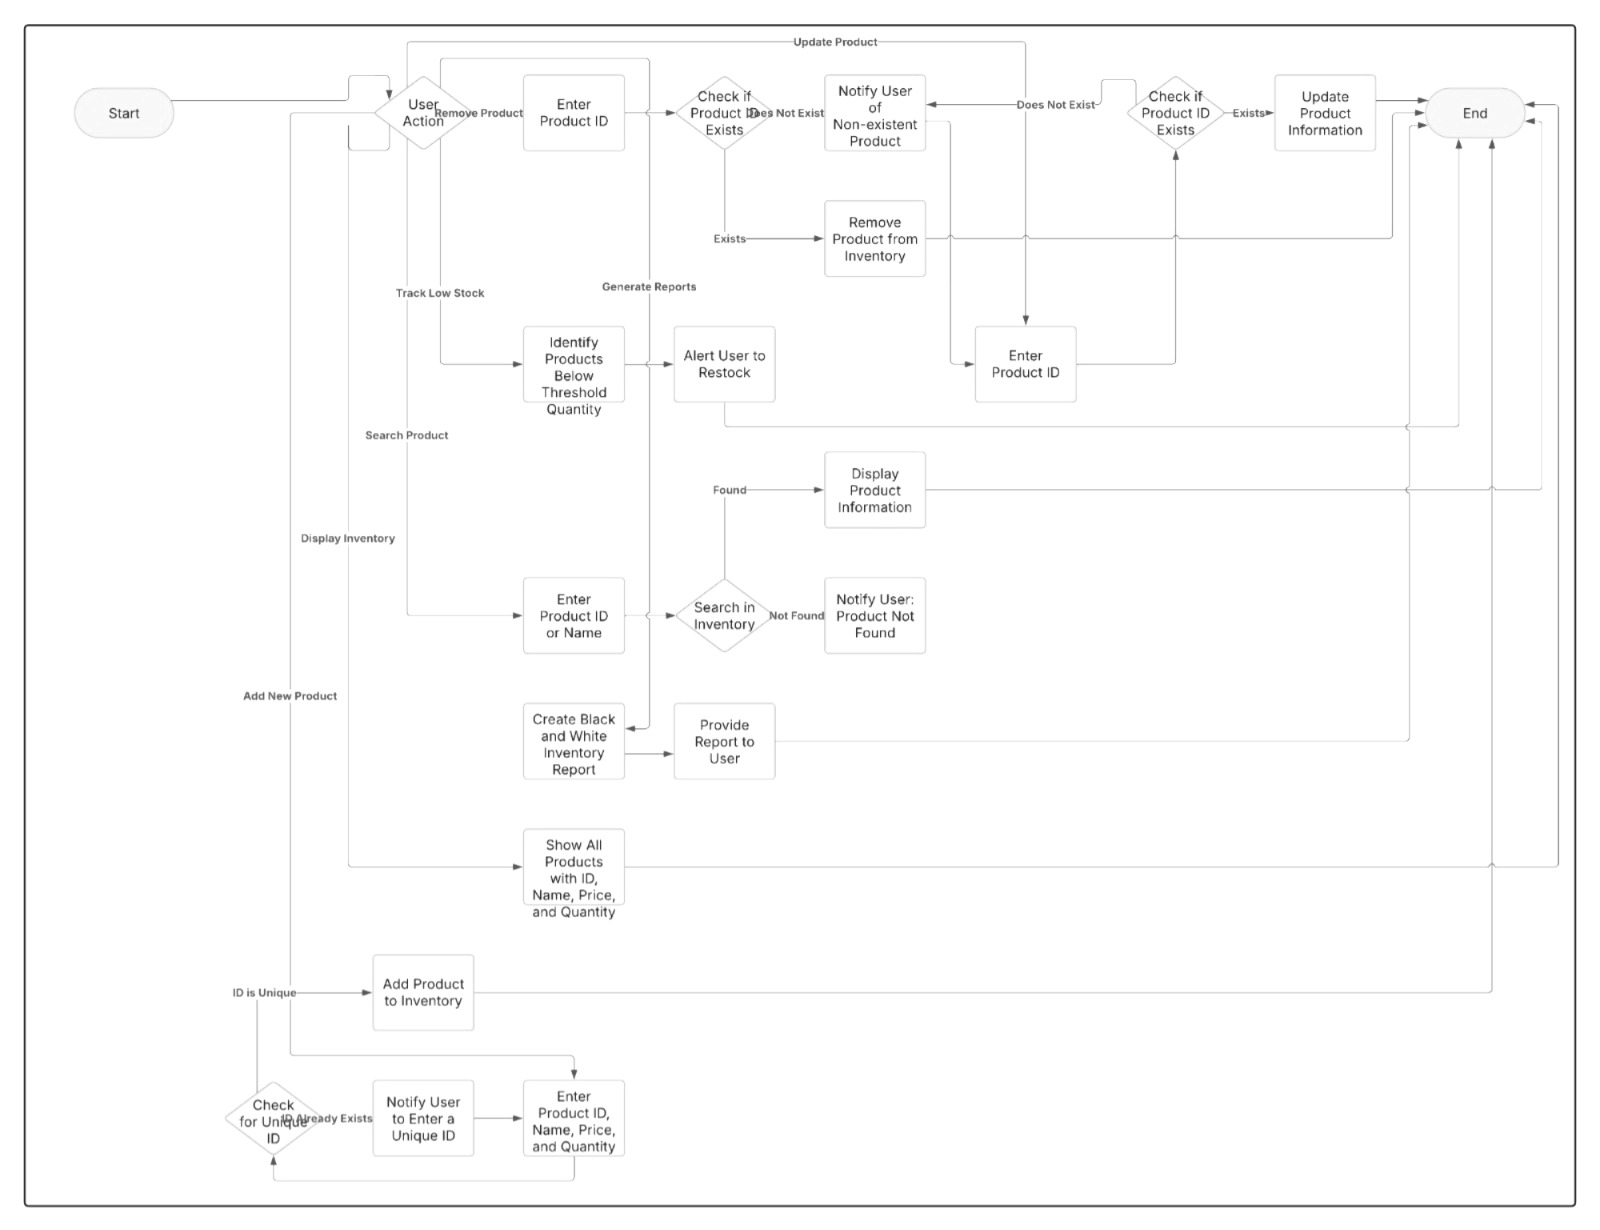 Update Product
Start
User
Action
Remove Product
Enter
Product ID
Check if
Product ID
Exists
Does Not Exist
Notify User
of
Non-existent
Product
Does Not Exist
Check if
Product ID
Exists
Exists
Update
Product
Information
End
Exists
Remove
Product from
Inventory
Track Low Stock
Generate Reports
Identify
Products
Below
Threshold
Quantity
Alert User to
Restock
Enter
Product ID
Search Product
Found
Display
Product
Information
Display Inventory
Enter
Product ID
or Name
Search in
Inventory
Not Found
Notify User:
Product Not
Found
Add New Product
Create Black
and White
Inventory
Report
Provide
Report to
User
Show All
Products
with ID,
Name, Price,
and Quantity
ID is Unique
Add Product
to Inventory
Check
for Unique
ID
ID Already Exists
Notify User
to Enter a
Unique ID
Enter
Product ID,
Name, Price,
and Quantity